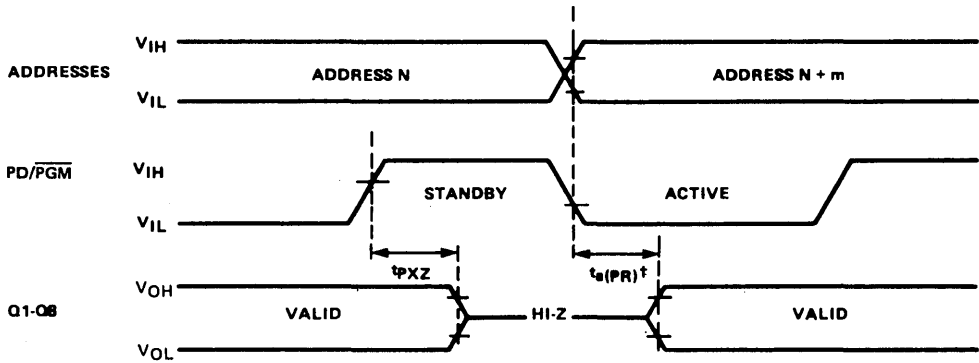 VIH
ADDRESSES
ADDRESS N
ADDRESS N + m
VIL
PD/PGM
VIH
STANDBY
ACTIVE
VIL
tPXZ
ta(PR)†
VOH
Q1-Q8
VALID
HI-Z
VALID
VOL